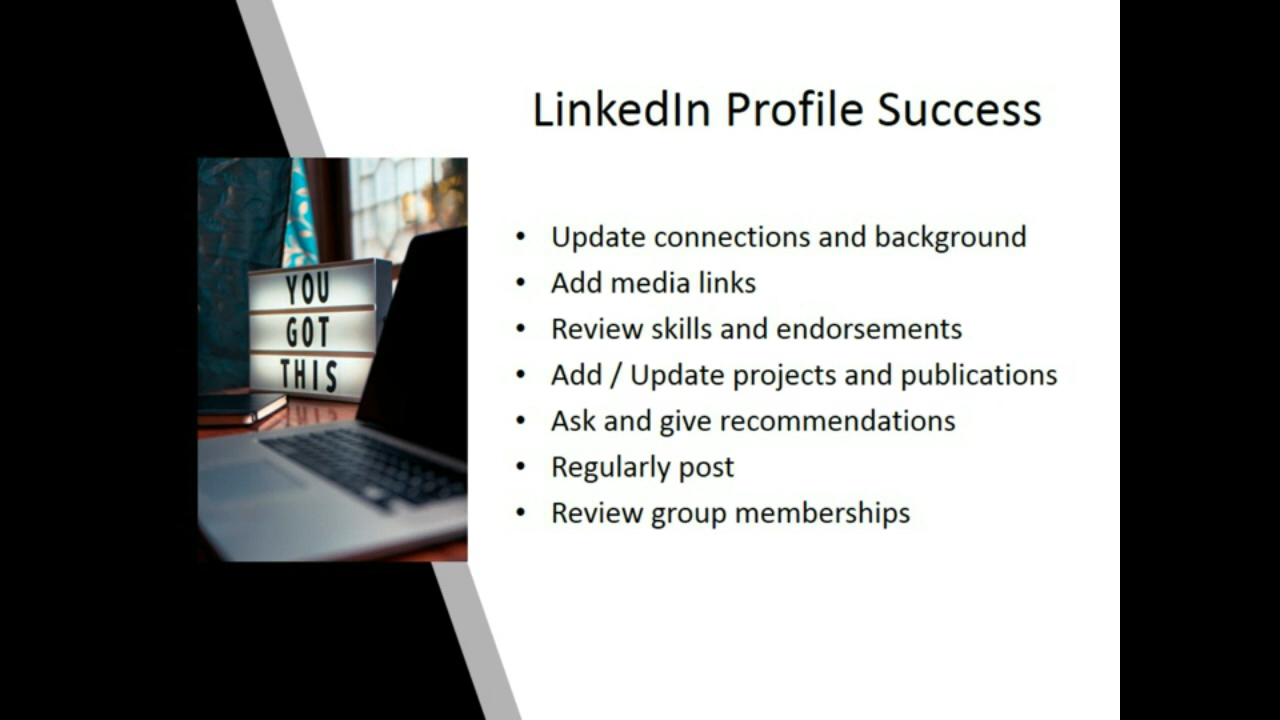 LinkedIn Profile Success
YOU
GOT
THIS
• Update connections and background
• Add media links
• Review skills and endorsements
• Add / Update projects and publications
• Ask and give recommendations
• Regularly post
• Review group memberships